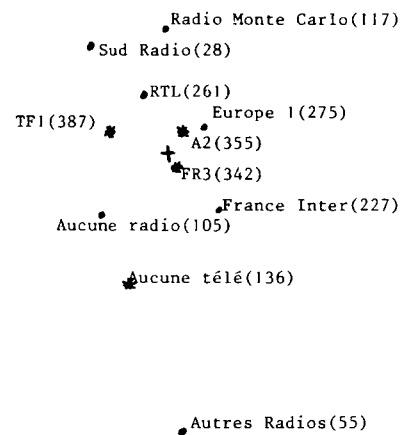 Radio Monte Carlo(117)
Sud Radio(28)
RTL(261)
Europe 1(275)
TF1(387)
A2(355)
FR3(342)
France Inter(227)
Aucune radio(105)
Aucune télé(136)
Autres Radios(55)